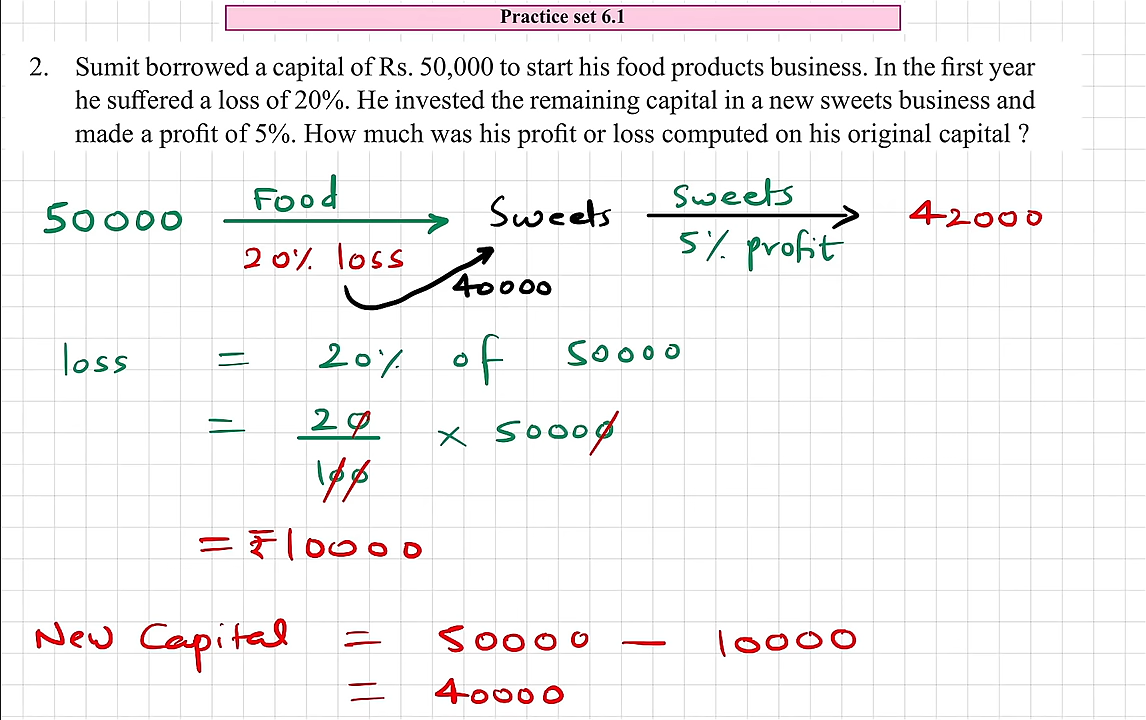 Practice set 6.1
2. Sumit borrowed a capital of Rs. 50,000 to start his food products business. In the first year
he suffered a loss of 20%. He invested the remaining capital in a new sweets business and
made a profit of 5%. How much was his profit or loss computed on his original capital ?
50000 Food Sweets Sweets 42000
20% loss 5% profit
40000
loss = 20% of 50000
= 20/100 × 50000
= ₹10000
New Capital = 50000 – 10000
= 40000